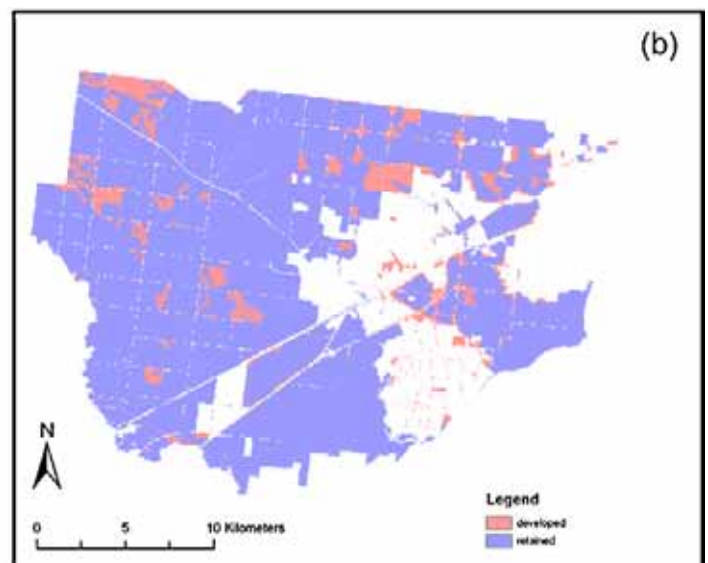 (b)
N
0 5 10 Kilometers
Legend
developed
retained